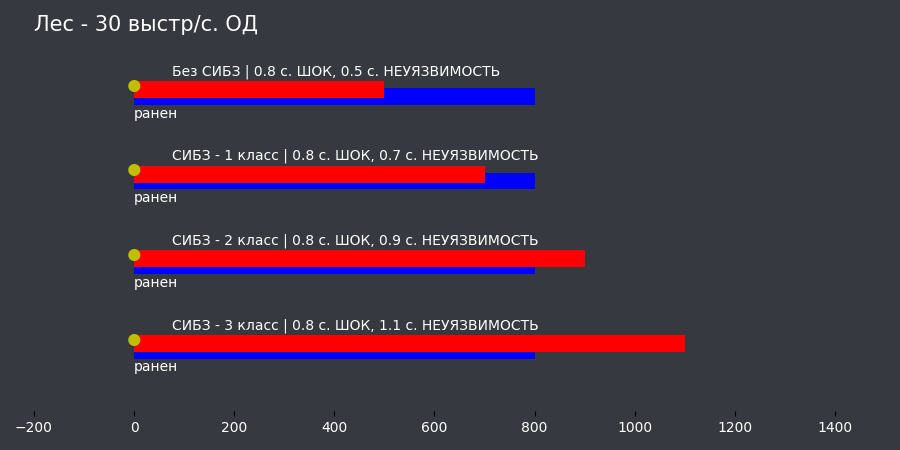 Лес - 30 выстр/с. ОД
Без СИБЗ | 0.8 с. ШОК, 0.5 с. НЕУЯЗВИМОСТЬ
ранен
СИБЗ - 1 класс | 0.8 с. ШОК, 0.7 с. НЕУЯЗВИМОСТЬ
ранен
СИБЗ - 2 класс | 0.8 с. ШОК, 0.9 с. НЕУЯЗВИМОСТЬ
ранен
СИБЗ - 3 класс | 0.8 с. ШОК, 1.1 с. НЕУЯЗВИМОСТЬ
ранен
−200 0 200 400 600 800 1000 1200 1400